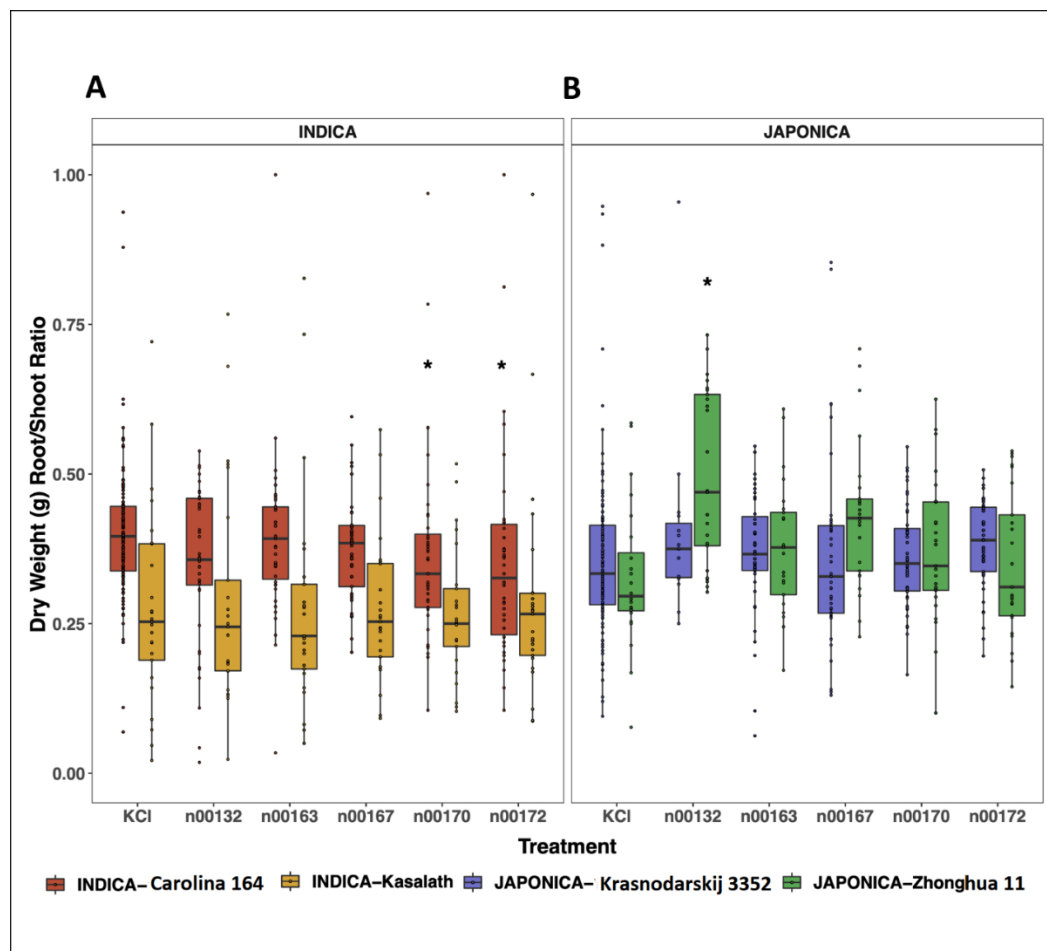 A
B
INDICA
JAPONICA
Dry Weight (g) Root/Shoot Ratio
1.00
0.75
0.50
0.25
0.00
*
*
*
KCl n00132 n00163 n00167 n00170 n00172
KCl n00132 n00163 n00167 n00170 n00172
Treatment
INDICA–Carolina 164 INDICA–Kasalath JAPONICA–Krasnodarskij 3352 JAPONICA–Zhonghua 11